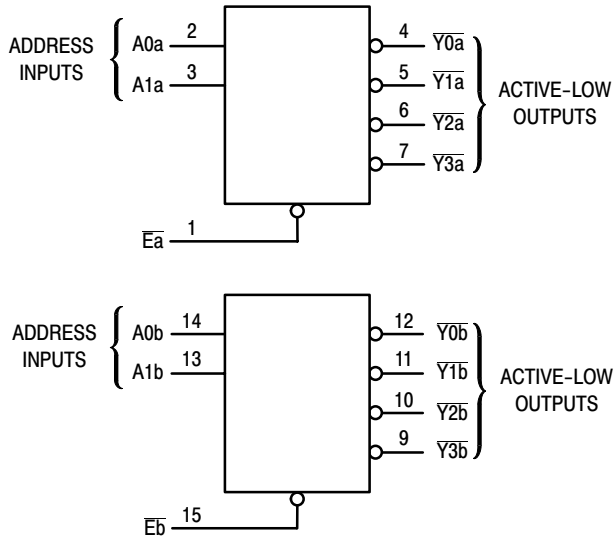 ADDRESS
INPUTS
A0a 2
A1a 3
4 Y0a
5 Y1a
6 Y2a
7 Y3a
ACTIVE-LOW
OUTPUTS
Ea 1
ADDRESS
INPUTS
A0b 14
A1b 13
12 Y0b
11 Y1b
10 Y2b
9 Y3b
ACTIVE-LOW
OUTPUTS
Eb 15